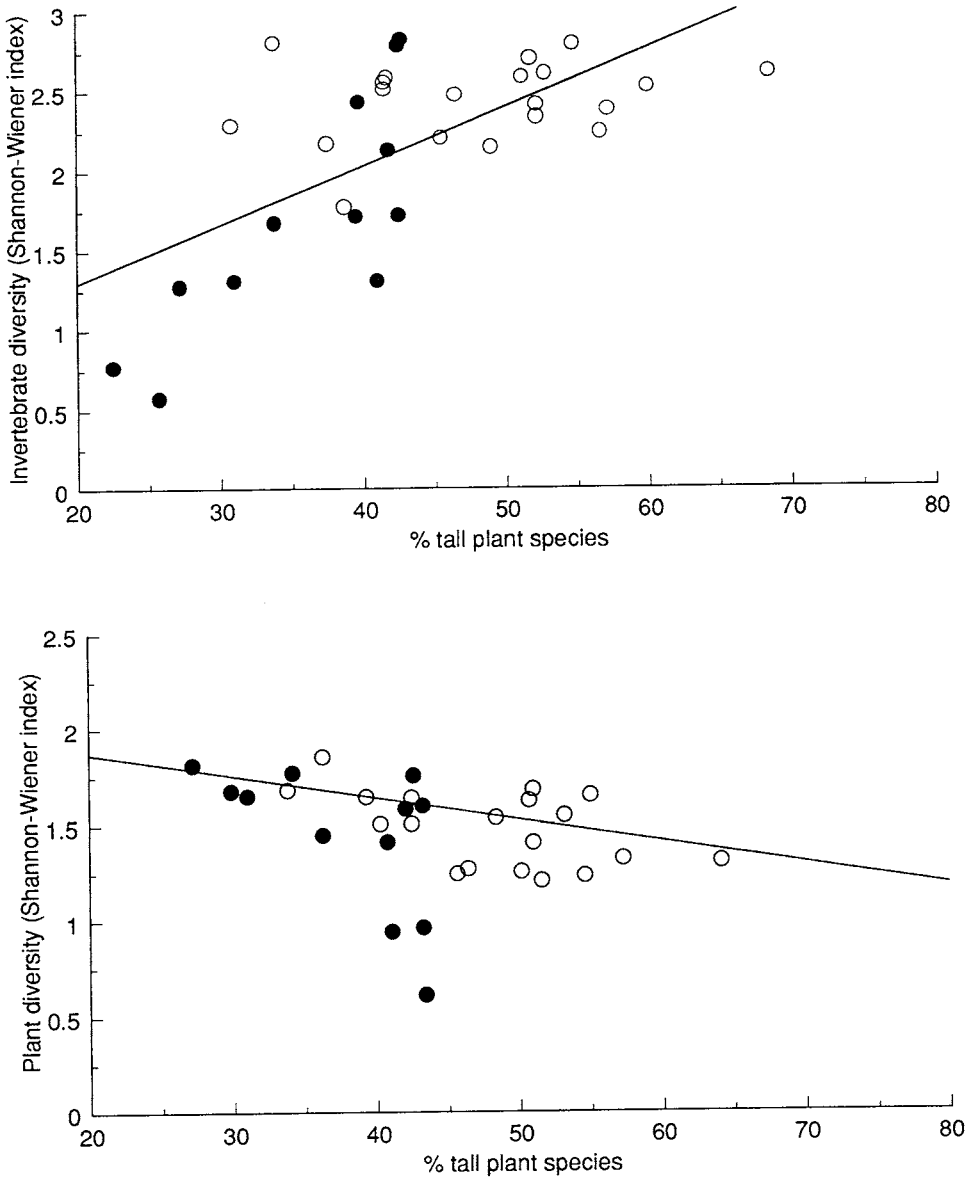 Invertebrate diversity (Shannon-Wiener index)
3
2.5
2
1.5
1
0.5
0
20 30 40 50 60 70 80
% tall plant species
Plant diversity (Shannon-Wiener index)
2.5
2
1.5
1
0.5
0
20 30 40 50 60 70 80
% tall plant species